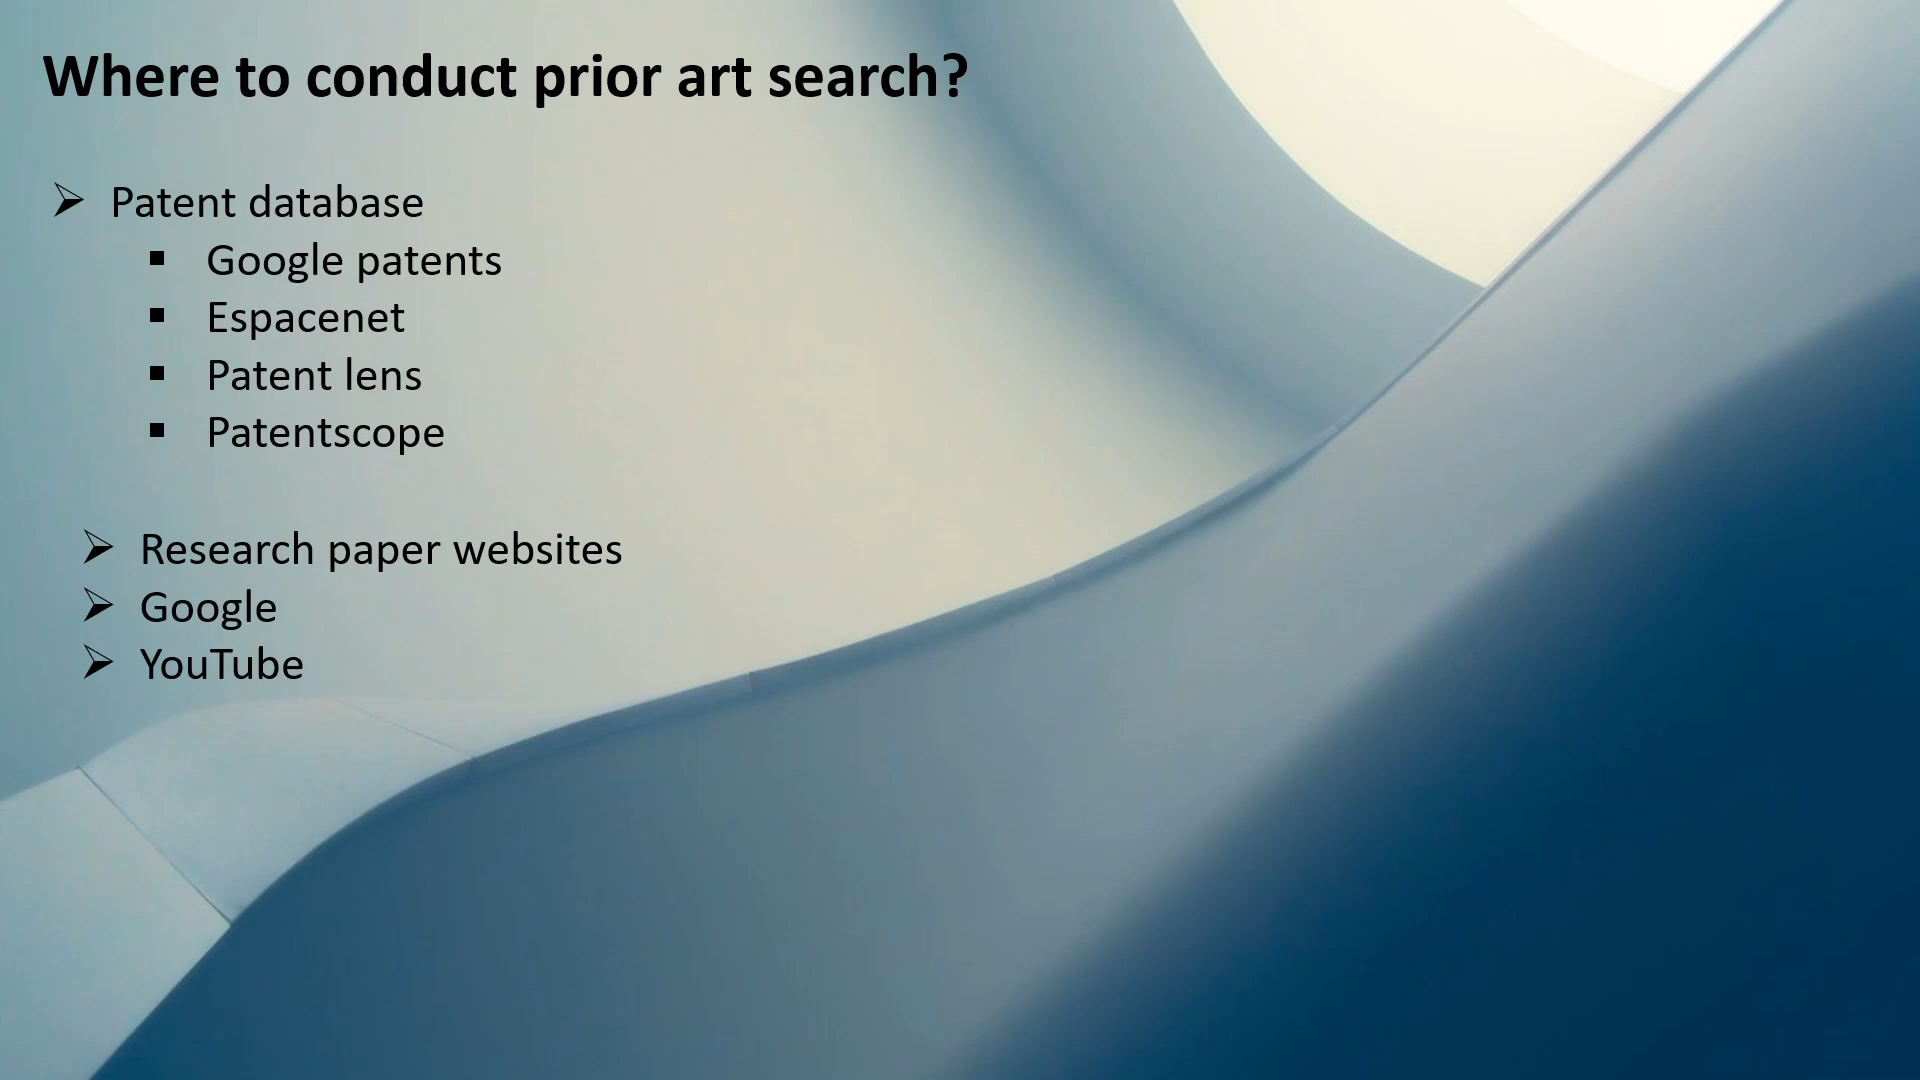 Where to conduct prior art search?
➢ Patent database
▪ Google patents
▪ Espacenet
▪ Patent lens
▪ Patentscope
➢ Research paper websites
➢ Google
➢ YouTube